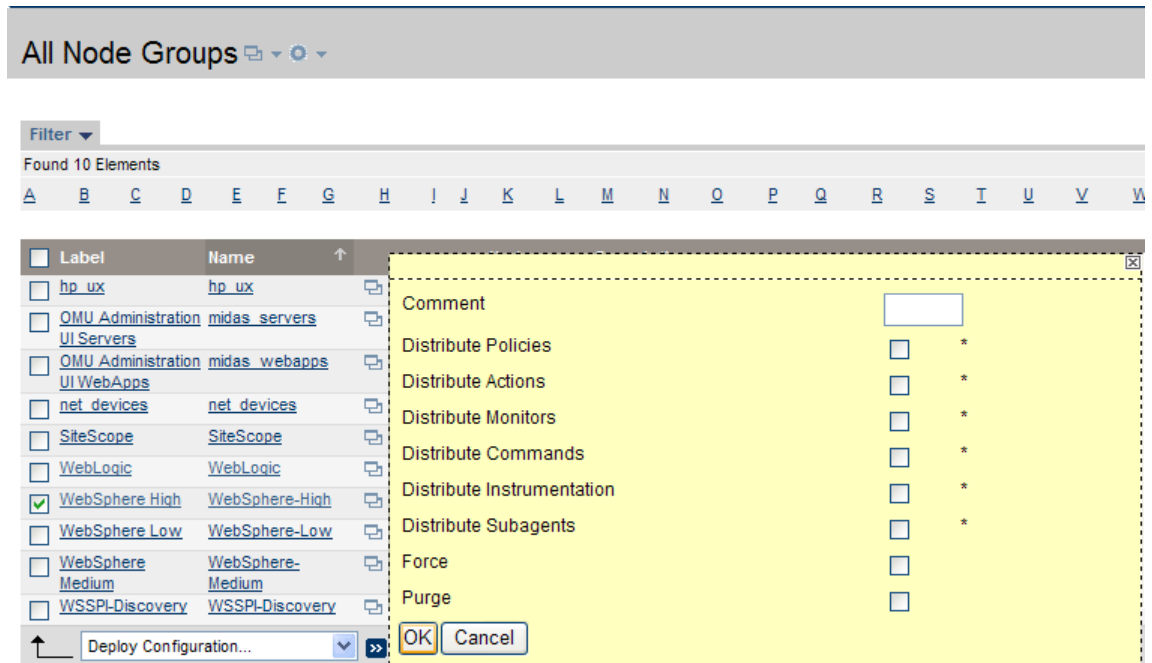 All Node Groups
Filter
Found 10 Elements
A B C D E F G H I J K L M N O P Q R S T U V W
Label Name
hp_ux hp_ux
OMU Administration midas_servers
UI Servers
OMU Administration midas_webapps
UI WebApps
net_devices net_devices
SiteScope SiteScope
WebLogic WebLogic
WebSphere High WebSphere-High
WebSphere Low WebSphere-Low
WebSphere WebSphere-
Medium Medium
WSSPI-Discovery WSSPI-Discovery
Deploy Configuration...
Comment
Distribute Policies *
Distribute Actions *
Distribute Monitors *
Distribute Commands *
Distribute Instrumentation *
Distribute Subagents *
Force
Purge
OK Cancel